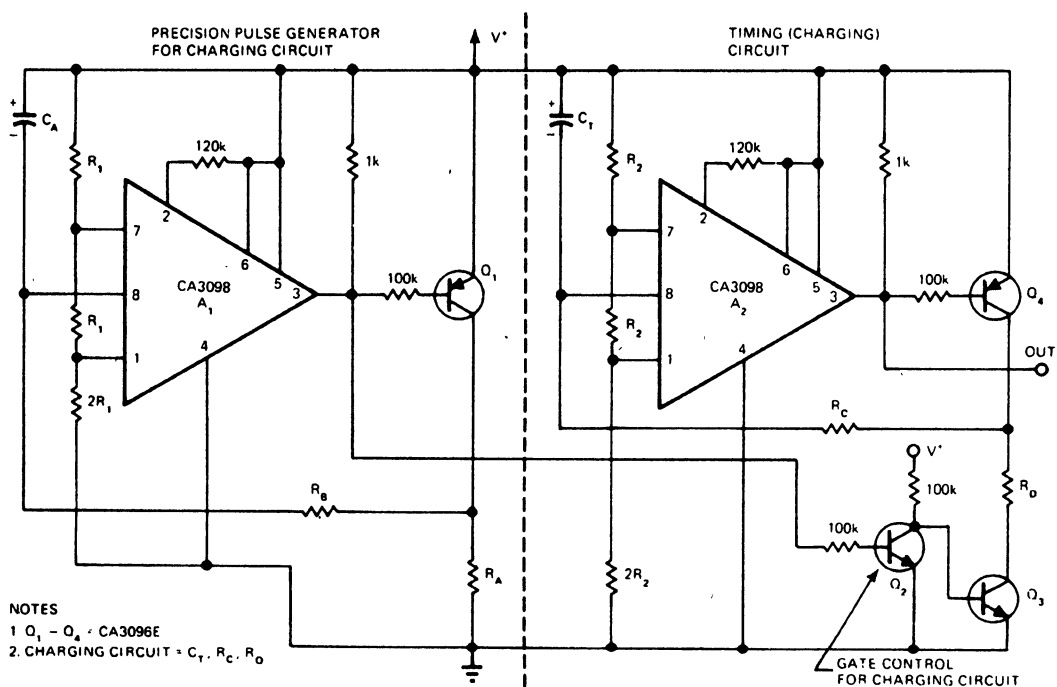 PRECISION PULSE GENERATOR
FOR CHARGING CIRCUIT
V+
TIMING (CHARGING)
CIRCUIT
+
-
CA
R1
120k
1k
2
7
6
5
8
CA3098
A1
3
100k
Q1
R1
1
4
2R1
RB
RA
+
-
CT
R2
120k
1k
2
7
6
5
8
CA3098
A2
3
100k
Q4
R2
1
4
OUT
RC
V+
100k
RD
100k
2R2
Q2
Q3
GATE CONTROL
FOR CHARGING CIRCUIT
NOTES
1 Q1 - Q4 = CA3096E
2. CHARGING CIRCUIT = CT, RC, RD